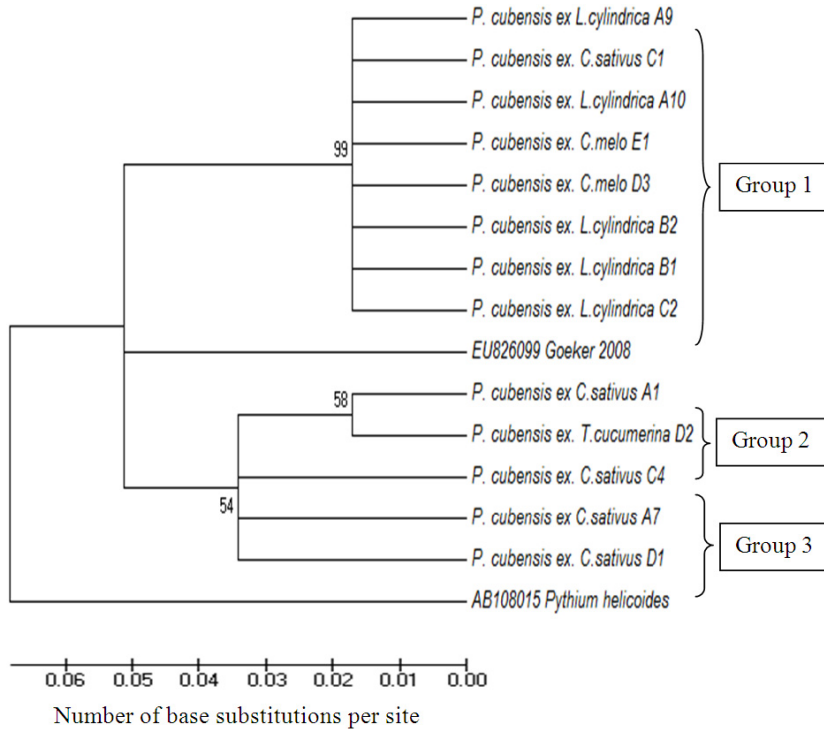 P. cubensis ex L.cylindrica A9
P. cubensis ex. C.sativus C1
P. cubensis ex. L.cylindrica A10
99
P. cubensis ex. C.melo E1
P. cubensis ex. C.melo D3
Group 1
P. cubensis ex. L.cylindrica B2
P. cubensis ex. L.cylindrica B1
P. cubensis ex. L.cylindrica C2
EU826099 Goeker 2008
58
P. cubensis ex C.sativus A1
P. cubensis ex. T.cucumerina D2
Group 2
P. cubensis ex. C.sativus C4
54
P. cubensis ex C.sativus A7
Group 3
P. cubensis ex. C.sativus D1
AB108015 Pythium helicoides
0.06 0.05 0.04 0.03 0.02 0.01 0.00
Number of base substitutions per site